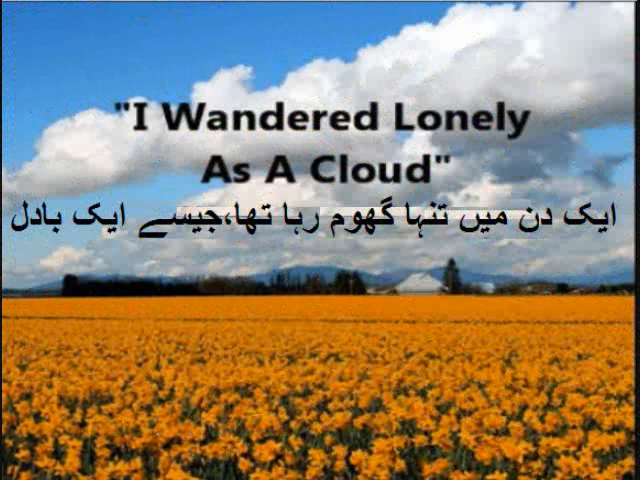 "I Wandered Lonely
As A Cloud"
ایک دن میں تنہا گھوم رہا تھا،جیسے ایک بادل